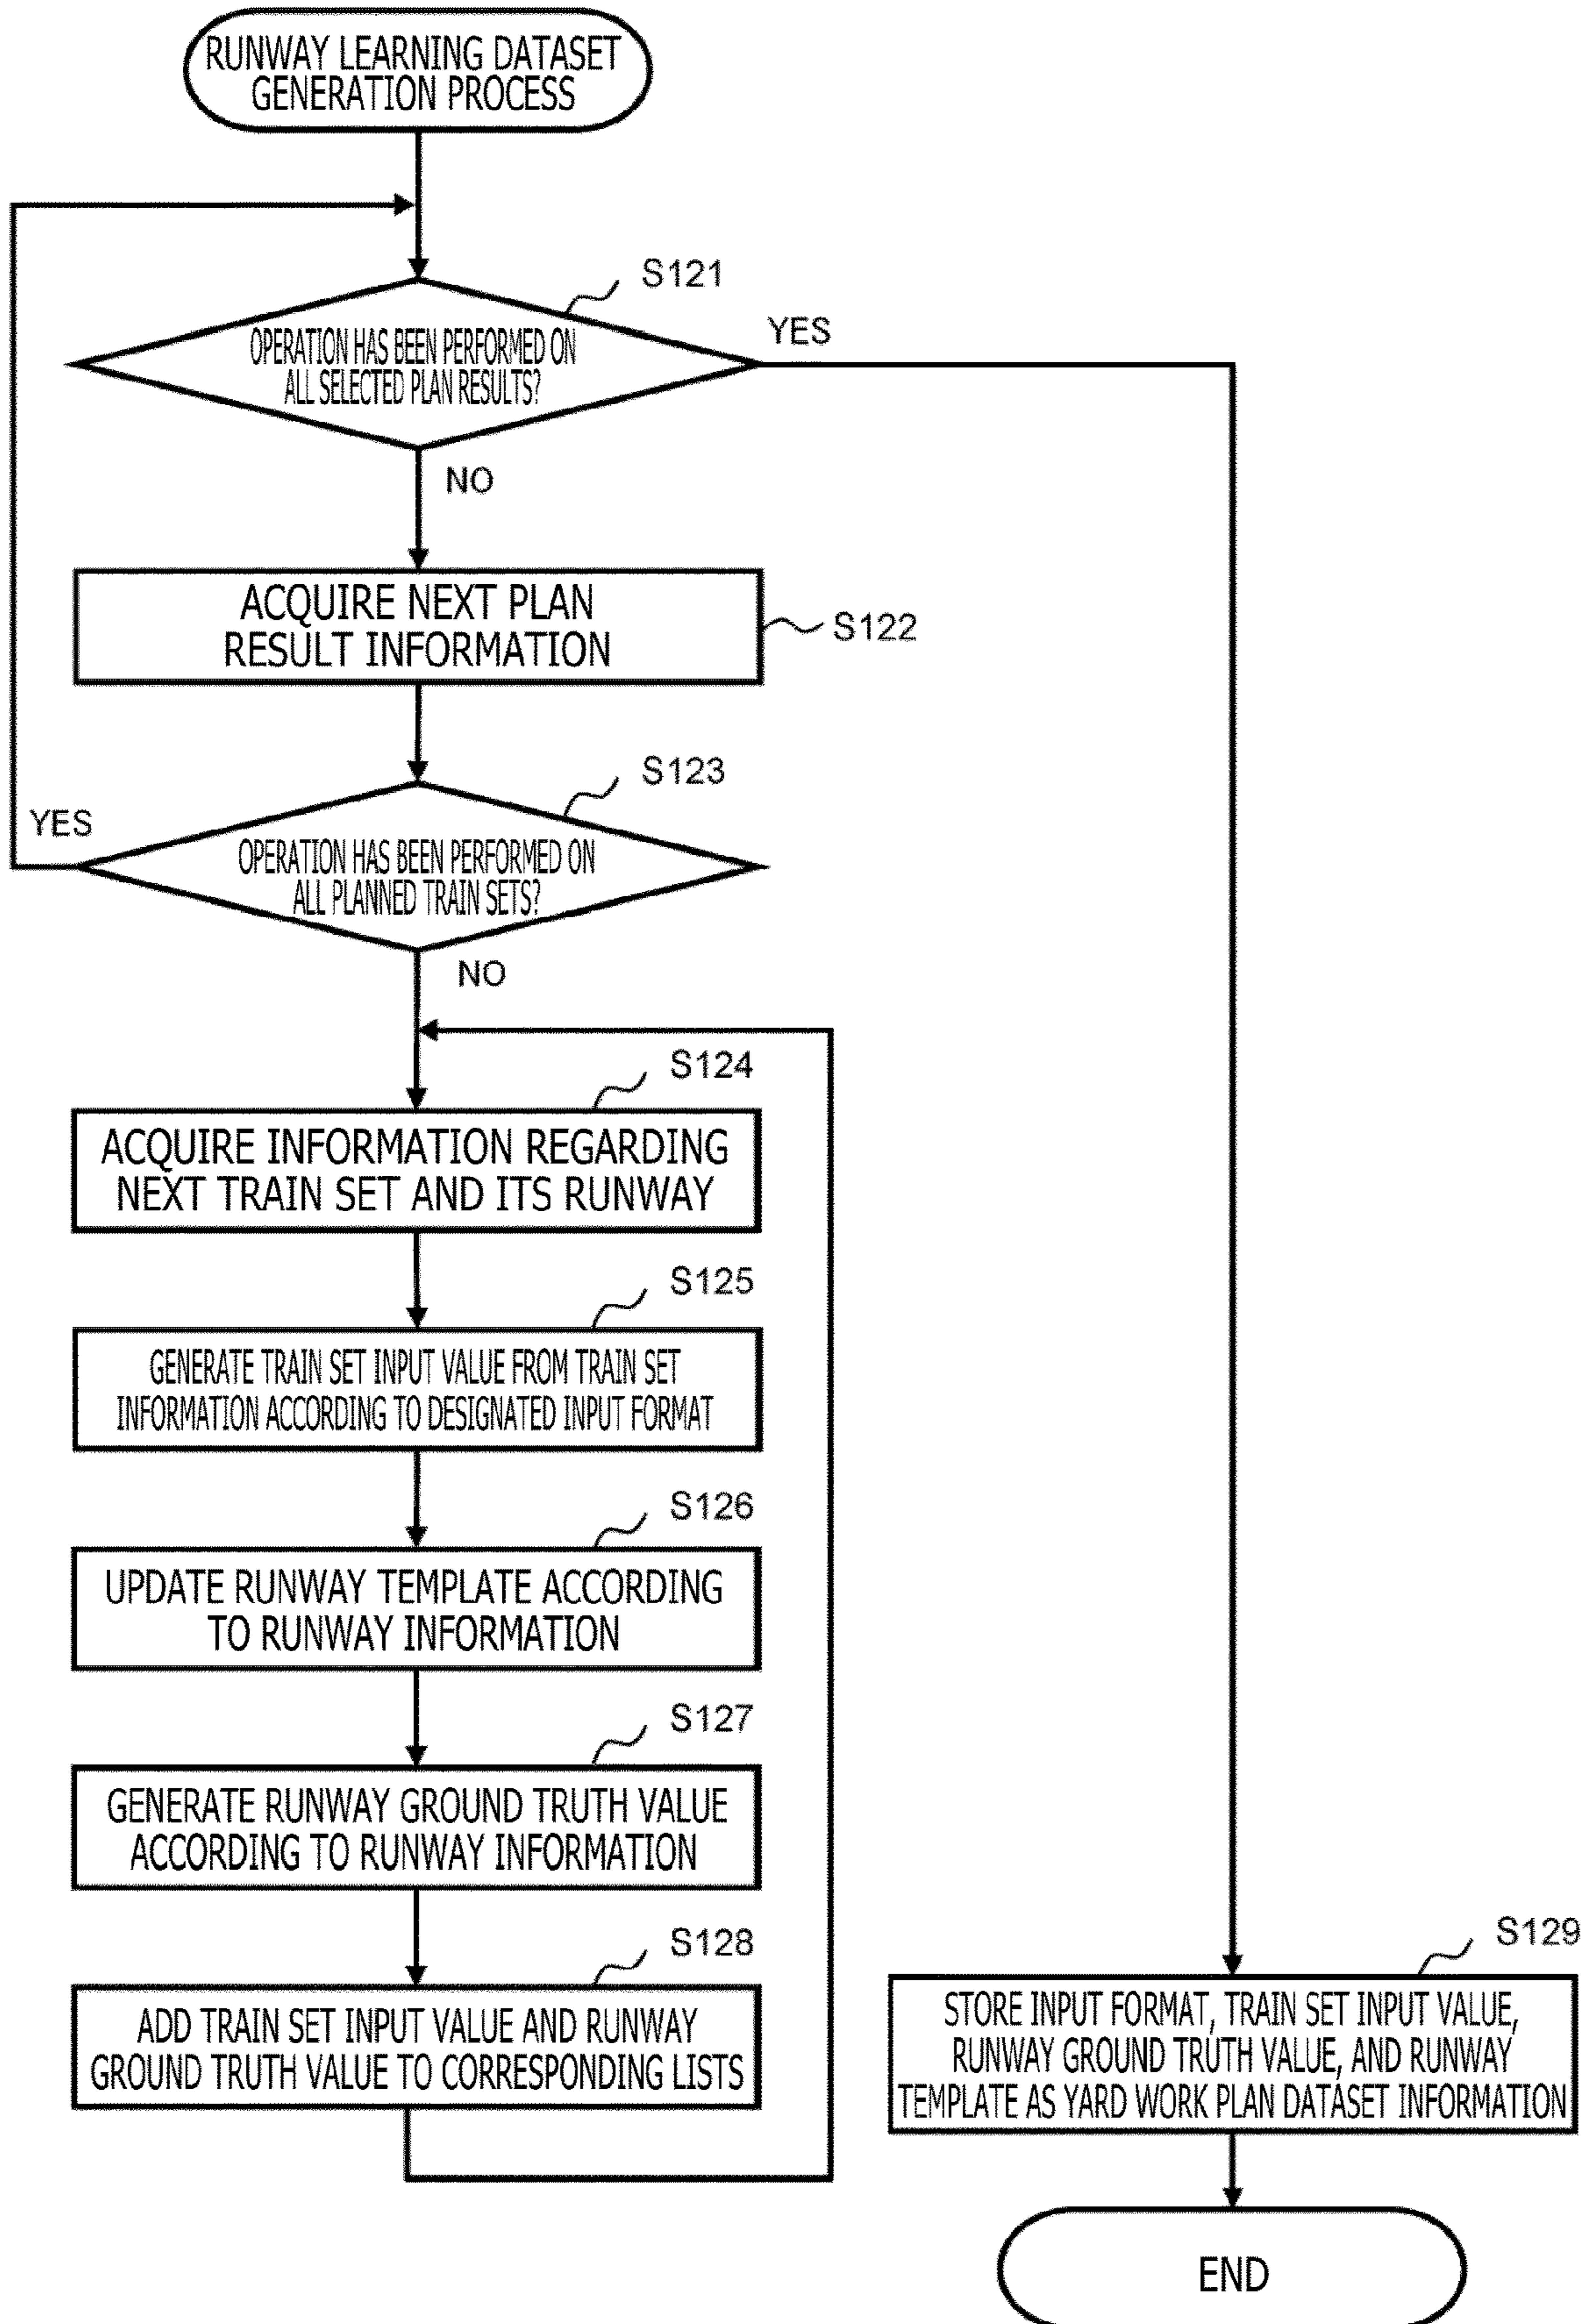 RUNWAY LEARNING DATASET
GENERATION PROCESS
S121
OPERATION HAS BEEN PERFORMED ON
ALL SELECTED PLAN RESULTS?
YES
NO
ACQUIRE NEXT PLAN
RESULT INFORMATION
S122
S123
OPERATION HAS BEEN PERFORMED ON
ALL PLANNED TRAIN SETS?
YES
NO
S124
ACQUIRE INFORMATION REGARDING
NEXT TRAIN SET AND ITS RUNWAY
S125
GENERATE TRAIN SET INPUT VALUE FROM TRAIN SET
INFORMATION ACCORDING TO DESIGNATED INPUT FORMAT
S126
UPDATE RUNWAY TEMPLATE ACCORDING
TO RUNWAY INFORMATION
S127
GENERATE RUNWAY GROUND TRUTH VALUE
ACCORDING TO RUNWAY INFORMATION
S128
ADD TRAIN SET INPUT VALUE AND RUNWAY
GROUND TRUTH VALUE TO CORRESPONDING LISTS
S129
STORE INPUT FORMAT, TRAIN SET INPUT VALUE,
RUNWAY GROUND TRUTH VALUE, AND RUNWAY
TEMPLATE AS YARD WORK PLAN DATASET INFORMATION
END